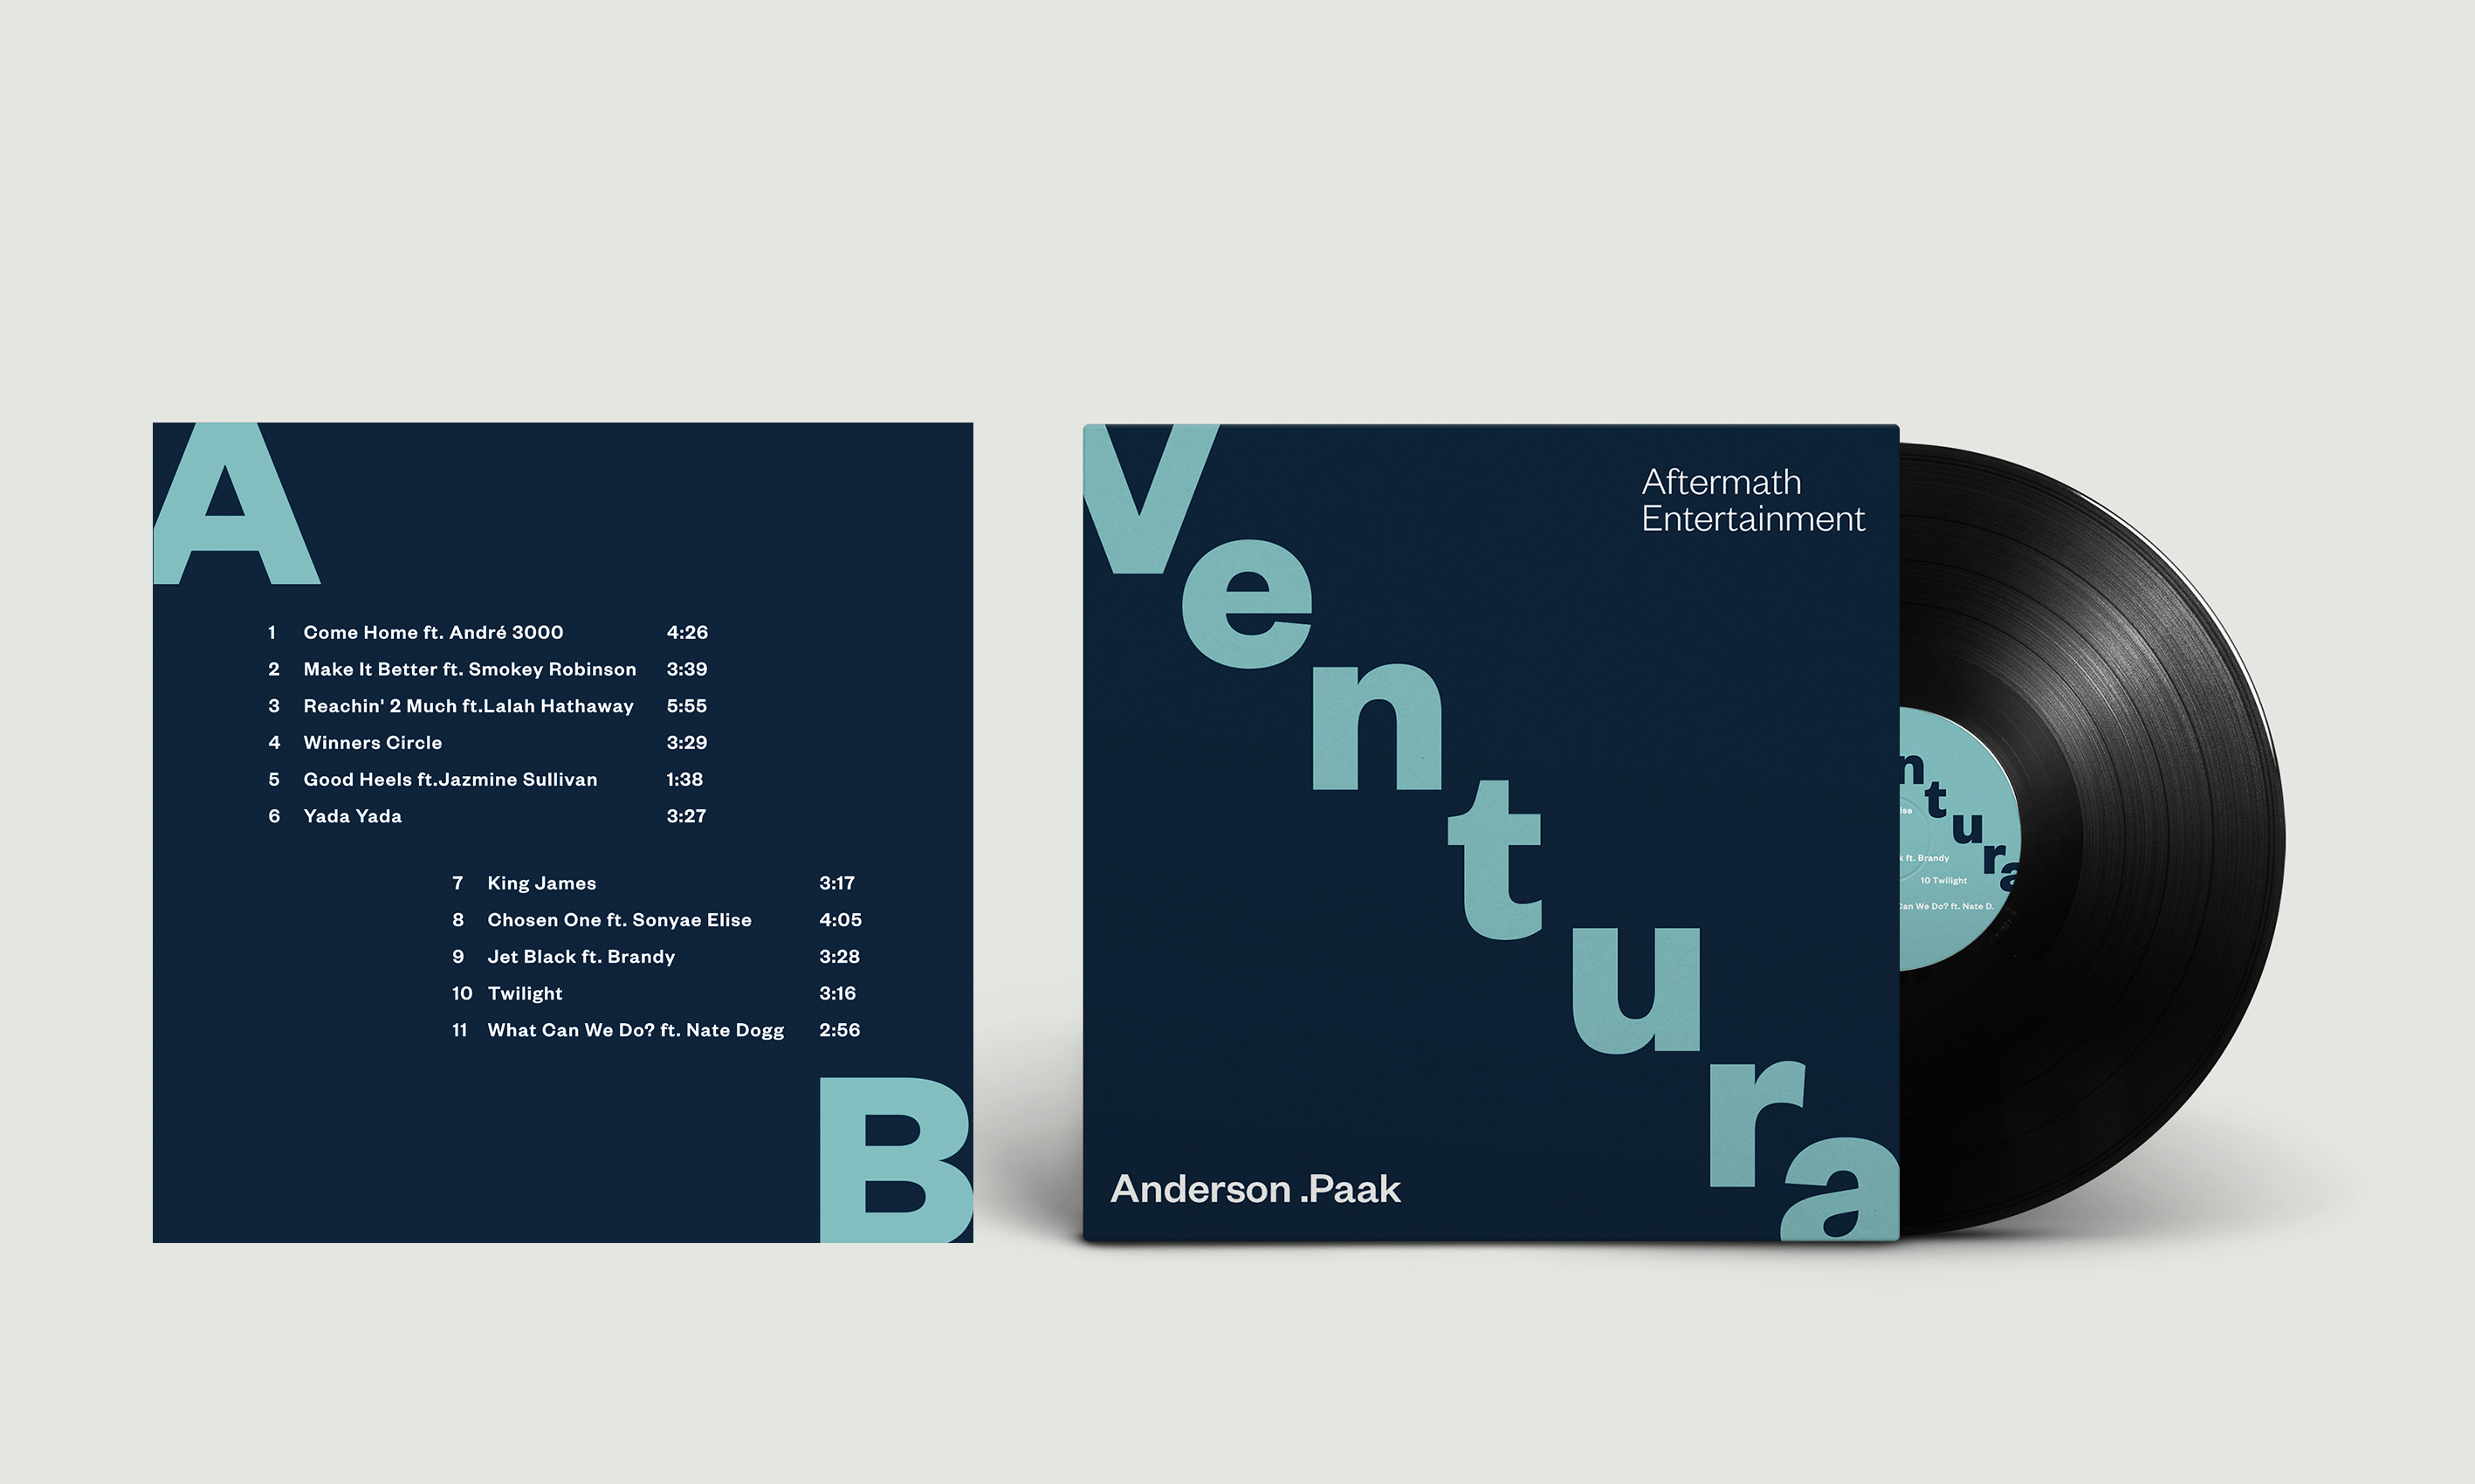 A
1 Come Home ft. André 3000 4:26
2 Make It Better ft. Smokey Robinson 3:39
3 Reachin' 2 Much ft.Lalah Hathaway 5:55
4 Winners Circle 3:29
5 Good Heels ft.Jazmine Sullivan 1:38
6 Yada Yada 3:27
7 King James 3:17
8 Chosen One ft. Sonyae Elise 4:05
9 Jet Black ft. Brandy 3:28
10 Twilight 3:16
11 What Can We Do? ft. Nate Dogg 2:56
B
Ventura
Aftermath
Entertainment
Anderson .Paak
ntura
ft. Brandy
10 Twilight
We Do? ft. Nate D.